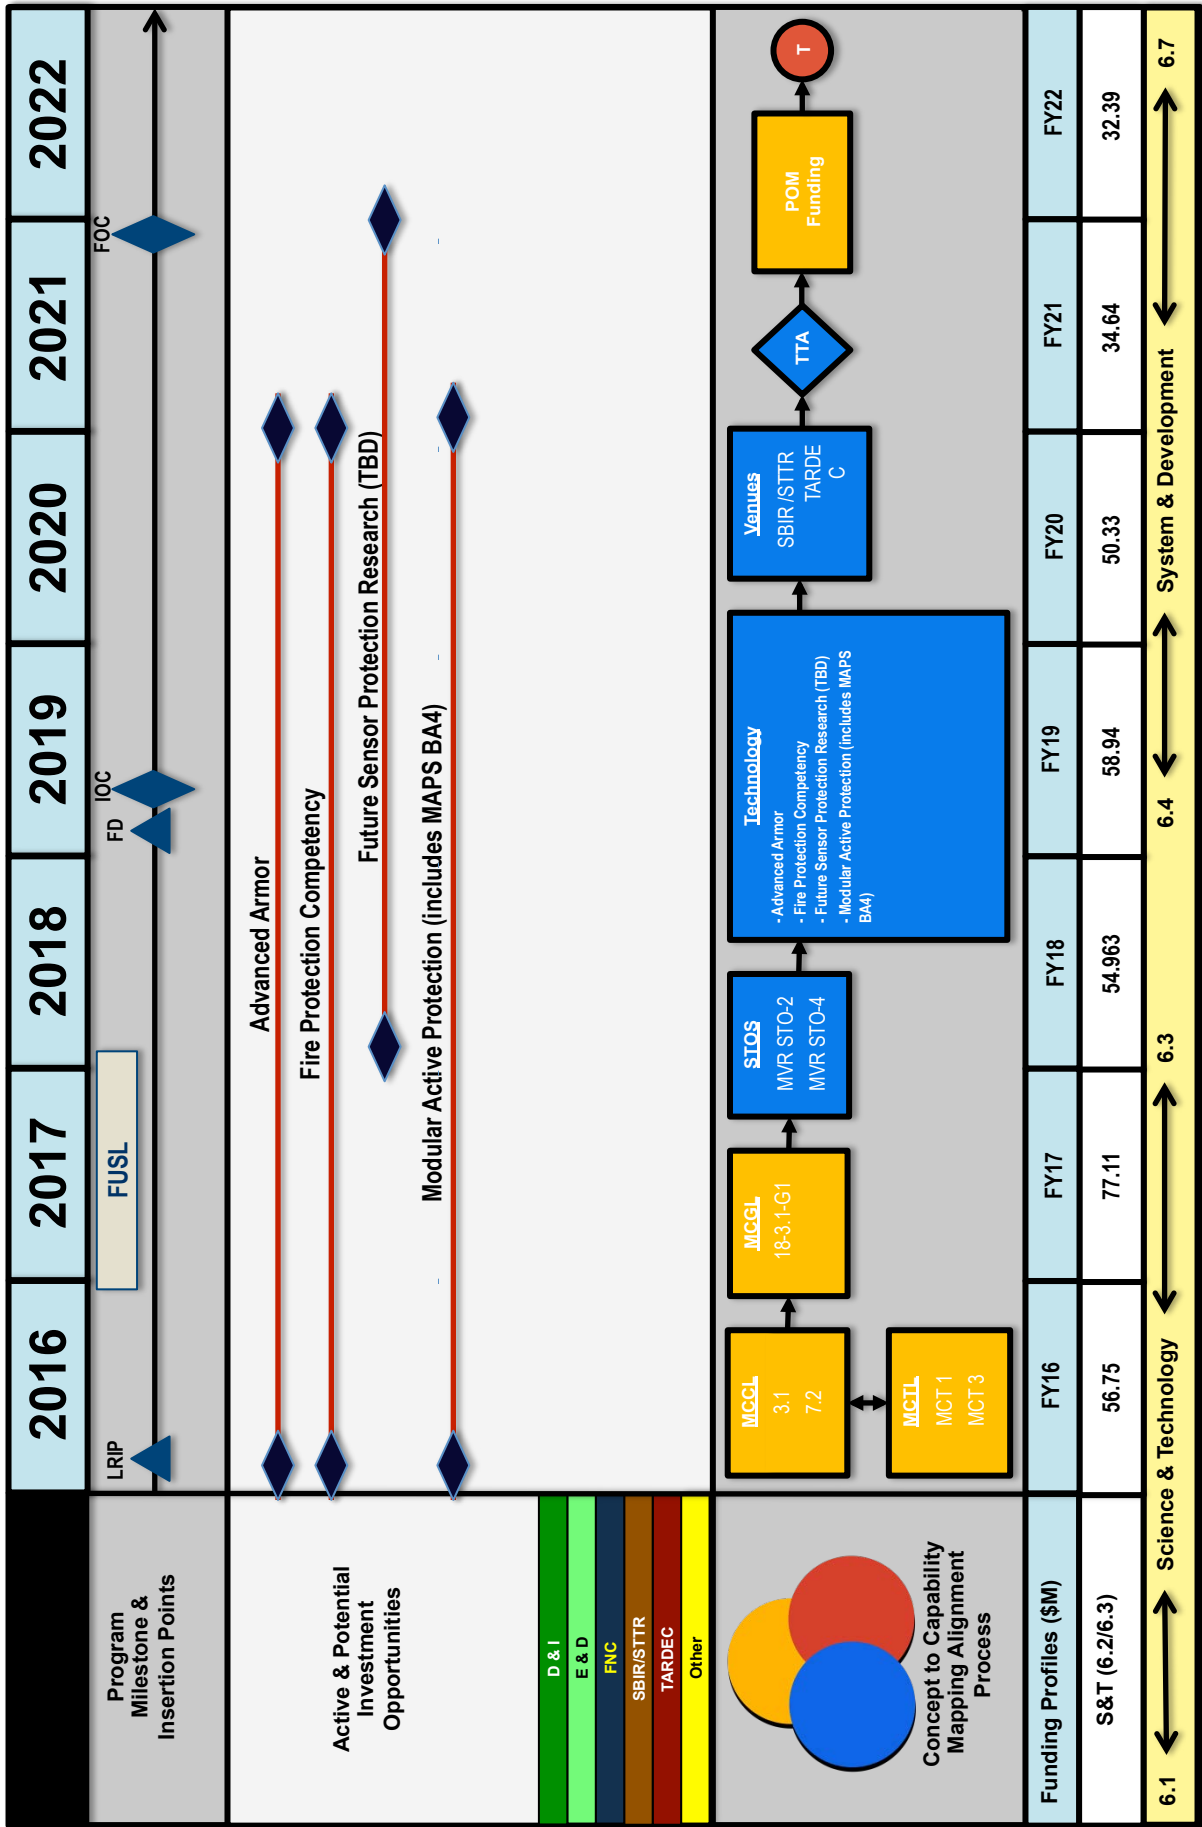 2016
2017
2018
2019
2020
2021
2022
Program
Milestone &
Insertion Points
LRIP
FUSL
FD
IOC
FOC
Active & Potential
Investment
Opportunities
Advanced Armor
Fire Protection Competency
Future Sensor Protection Research (TBD)
Modular Active Protection (includes MAPS BA4)
D & I
E & D
FNC
SBIR/STTR
TARDEC
Other
Concept to Capability
Mapping Alignment
Process
MCCL
3.1
7.2
MCTL
MCT 1
MCT 3
MCGL
18-3.1-G1
STOS
MVR STO-2
MVR STO-4
Technology
- Advanced Armor
- Fire Protection Competency
- Future Sensor Protection Research (TBD)
- Modular Active Protection (includes MAPS
BA4)
Venues
SBIR /STTR
TARDE
C
TTA
POM
Funding
T
Funding Profiles ($M)
FY16
FY17
FY18
FY19
FY20
FY21
FY22
S&T (6.2/6.3)
56.75
77.11
54.963
58.94
50.33
34.64
32.39
6.1
Science & Technology
6.3
6.4
System & Development
6.7